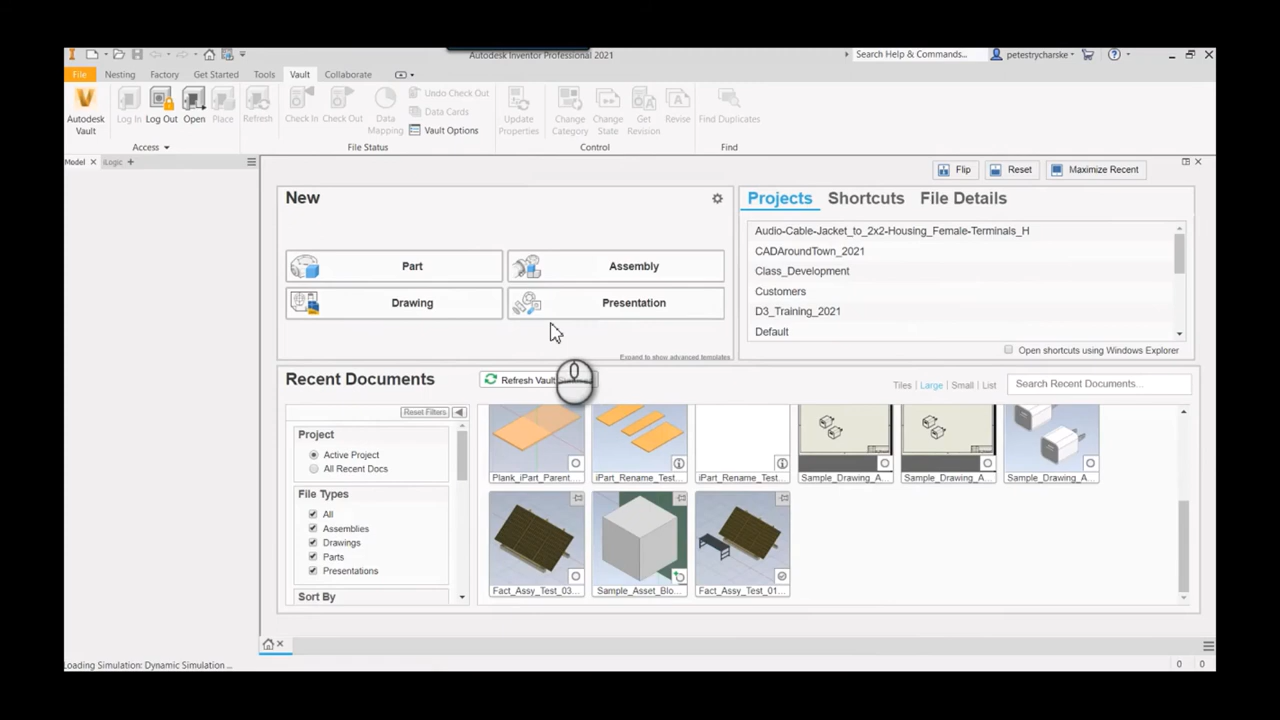 Autodesk Inventor Professional 2021
Search Help & Commands...
petestrycharske
File Nesting Factory Get Started Tools Vault Collaborate
Autodesk Vault
Log In
Log Out
Open
Place
Refresh
Check In
Check Out
Data Mapping
Undo Check Out
Data Cards
Vault Options
Update Properties
Change Category
Change State
Get Revision
Revise
Find Duplicates
Access
File Status
Control
Find
Model
iLogic
Flip
Reset
Maximize Recent
New
Part
Assembly
Drawing
Presentation
Expand to show advanced templates
Projects Shortcuts File Details
Audio-Cable-Jacket_to_2x2-Housing_Female-Terminals_H
CADAroundTown_2021
Class_Development
Customers
D3_Training_2021
Default
Open shortcuts using Windows Explorer
Recent Documents
Refresh Vault
Tiles | Large | Small | List
Search Recent Documents...
Reset Filters
Project
Active Project
All Recent Docs
File Types
All
Assemblies
Drawings
Parts
Presentations
Sort By
Plank_iPart_Parent...
iPart_Rename_Test...
iPart_Rename_Test...
Sample_Drawing_A...
Sample_Drawing_A...
Sample_Drawing_A...
Fact_Assy_Test_03...
Sample_Asset_Blo...
Fact_Assy_Test_01...
Loading Simulation: Dynamic Simulation ...
0 0